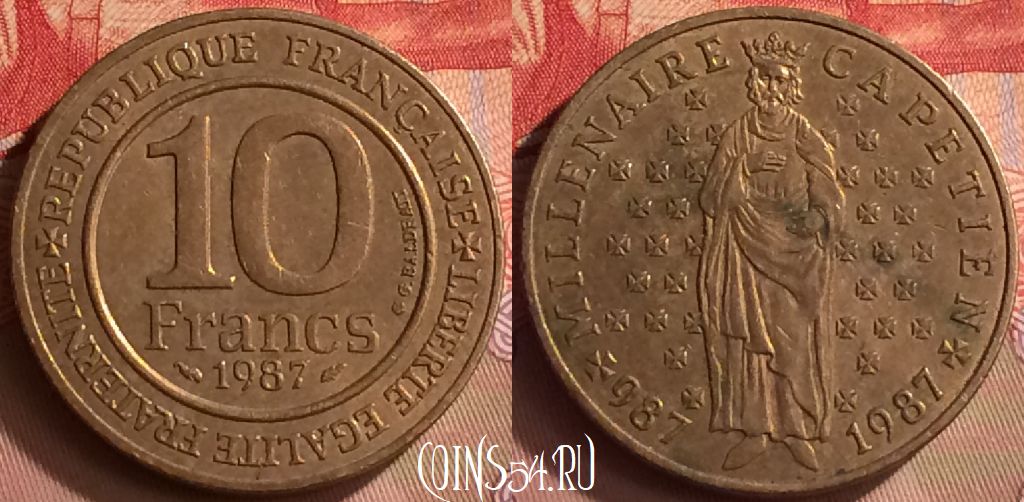 REPUBLIQUE FRANÇAISE
LIBERTE EGALITE FRATERNITE
10
Francs
1987
MILLENAIRE CAPETIEN
987
1987
COINS54.RU